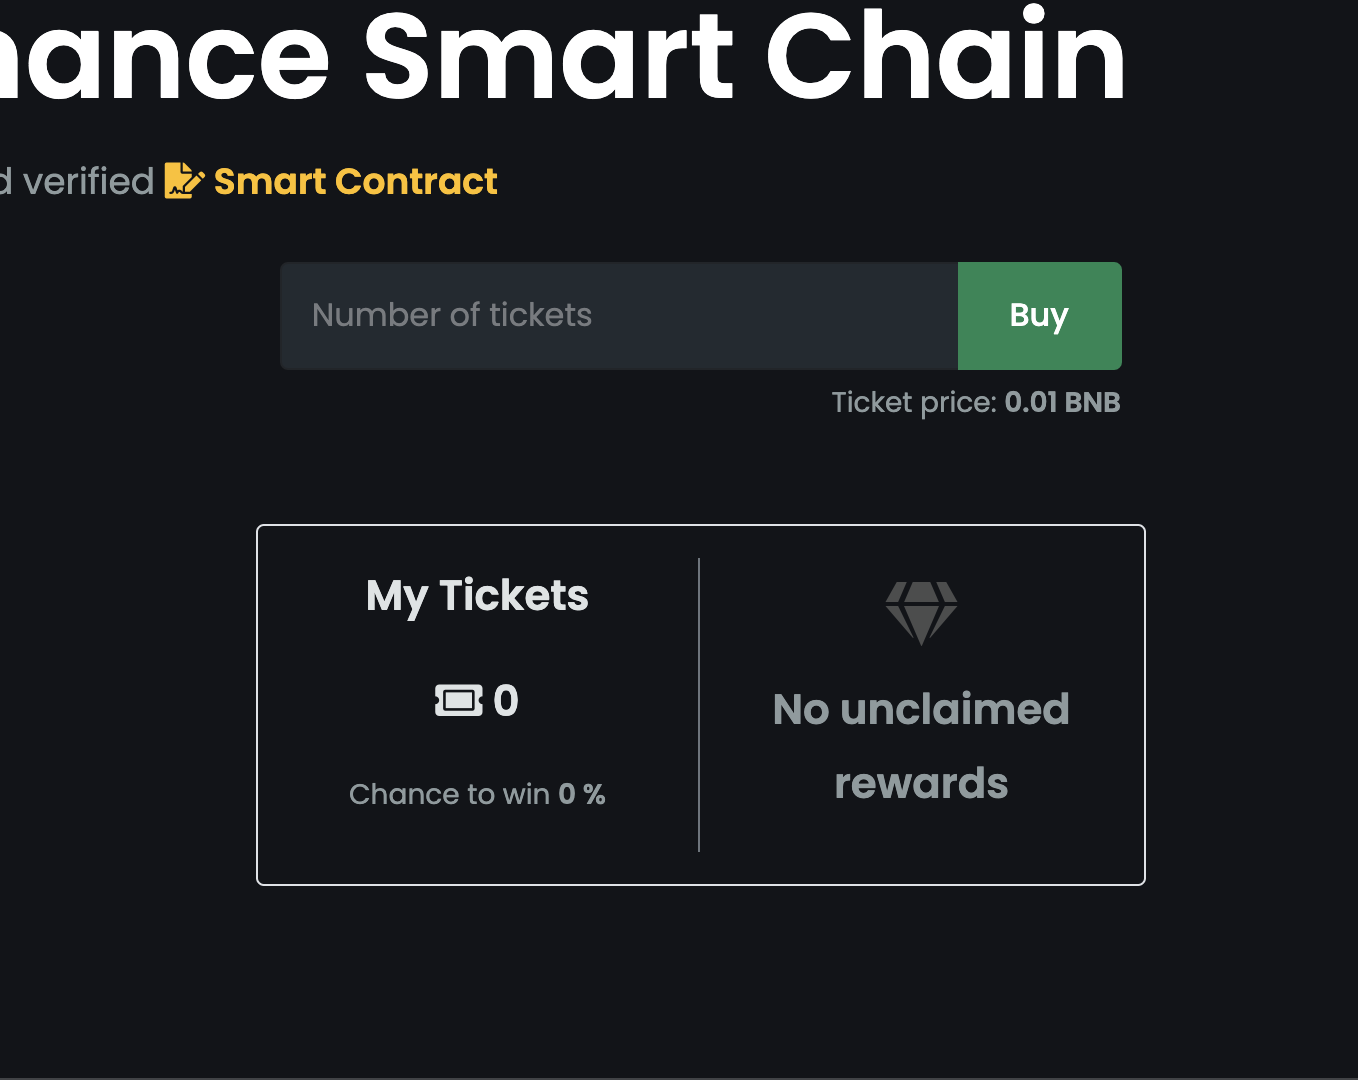 nance Smart Chain
d verified Smart Contract
Number of tickets
Buy
Ticket price: 0.01 BNB
My Tickets
0
Chance to win 0 %
No unclaimed
rewards